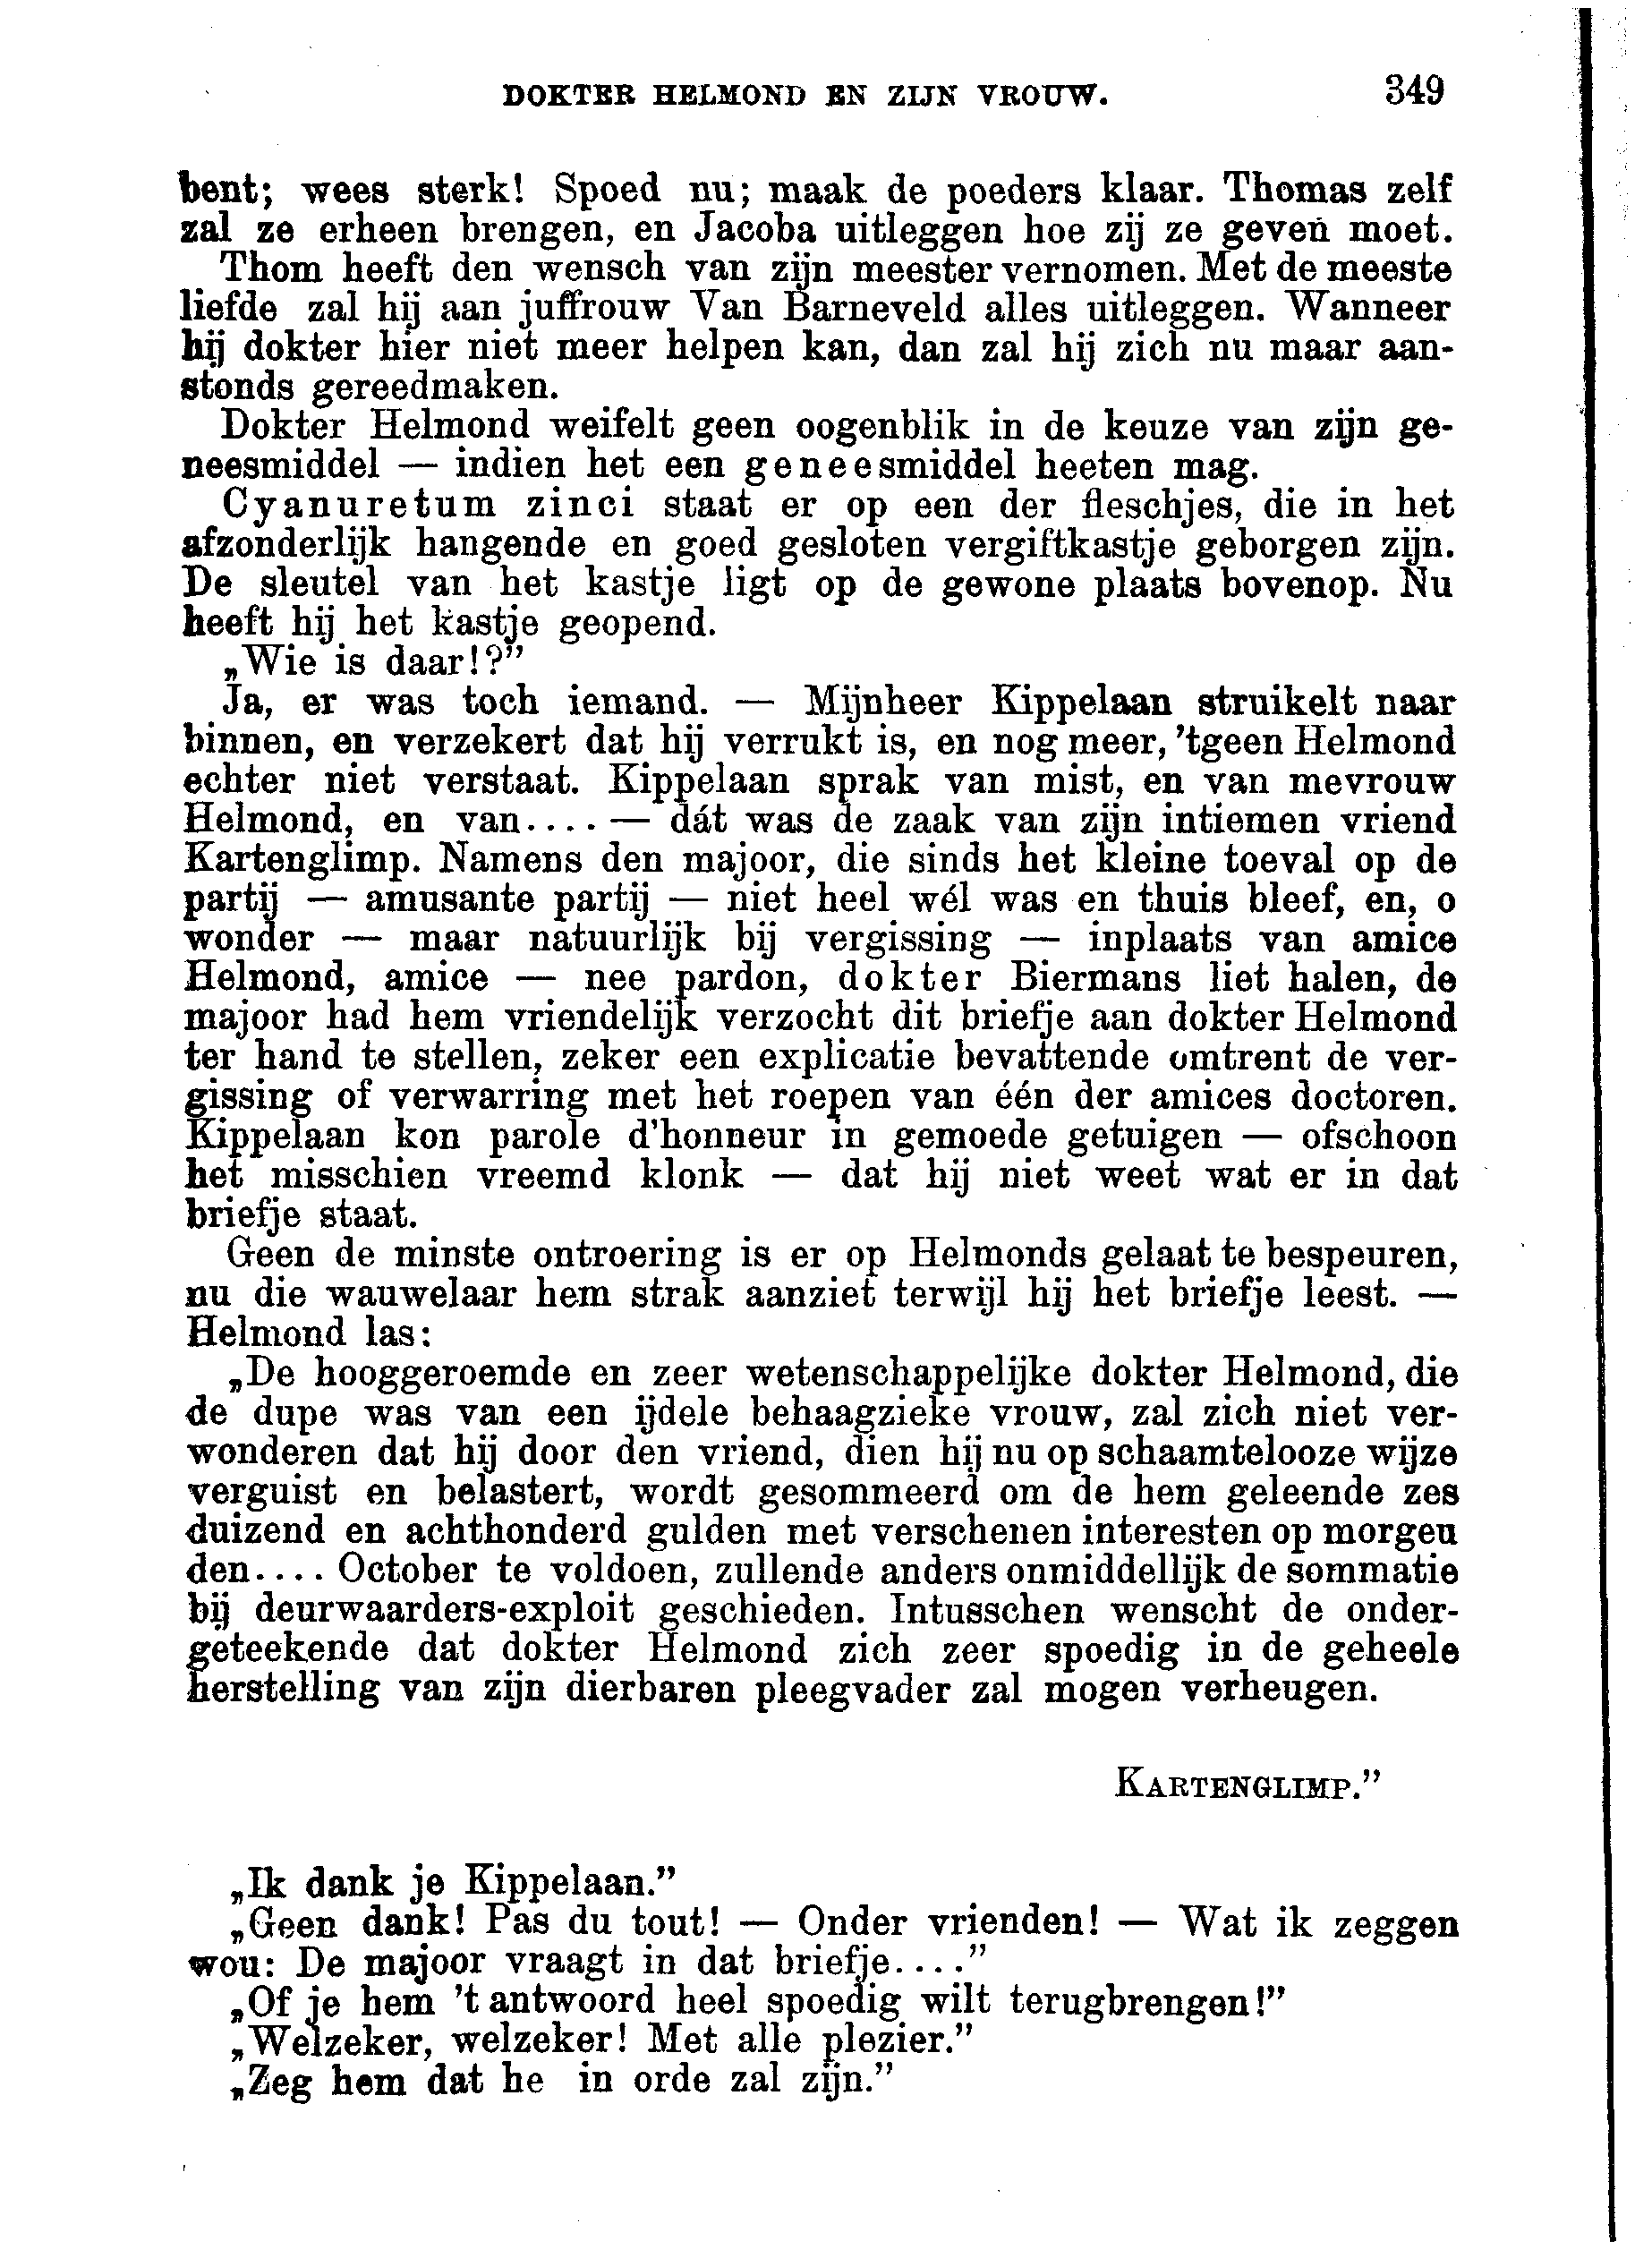 DOKTER HELMOND EN ZIJN VROUW. 349
bent; wees sterk! Spoed nu; maak de poeders klaar. Thomas zelf
zal ze erheen brengen, en Jacoba uitleggen hoe zij ze geven moet.
Thom heeft den wensch van zijn meester vernomen. Met de meeste
liefde zal hij aan juffrouw Van Barneveld alles uitleggen. Wanneer
hij dokter hier niet meer helpen kan, dan zal hij zich nu maar aan-
stonds gereedmaken.
Dokter Helmond weifelt geen oogenblik in de keuze van zijn ge-
neesmiddel — indien het een geneesmiddel heeten mag.
Cyanuretum zinci staat er op een der fleschjes, die in het
afzonderlijk hangende en goed gesloten vergiftkastje geborgen zijn.
De sleutel van het kastje ligt op de gewone plaats bovenop. Nu
heeft hij het kastje geopend.
„Wie is daar!?”
Ja, er was toch iemand. — Mijnheer Kippelaan struikelt naar
binnen, en verzekert dat hij verrukt is, en nog meer, 'tgeen Helmond
echter niet verstaat. Kippelaan sprak van mist, en van mevrouw
Helmond, en van.... — dát was de zaak van zijn intiemen vriend
Kartenglimp. Namens den majoor, die sinds het kleine toeval op de
partij — amusante partij — niet heel wél was en thuis bleef, en, o
wonder — maar natuurlijk bij vergissing — inplaats van amice
Helmond, amice — nee pardon, dokter Biermans liet halen, de
majoor had hem vriendelijk verzocht dit briefje aan dokter Helmond
ter hand te stellen, zeker een explicatie bevattende omtrent de ver-
gissing of verwarring met het roepen van één der amices doctoren.
Kippelaan kon parole d'honneur in gemoede getuigen — ofschoon
het misschien vreemd klonk — dat hij niet weet wat er in dat
briefje staat.
Geen de minste ontroering is er op Helmonds gelaat te bespeuren,
nu die wauwelaar hem strak aanziet terwijl hij het briefje leest. —
Helmond las:
„De hooggeroemde en zeer wetenschappelijke dokter Helmond, die
de dupe was van een ijdele behaagzieke vrouw, zal zich niet ver-
wonderen dat hij door den vriend, dien hij nu op schaamtelooze wijze
verguist en belastert, wordt gesommeerd om de hem geleende zes
duizend en achthonderd gulden met verschenen interesten op morgen
den.... October te voldoen, zullende anders onmiddellijk de sommatie
bij deurwaarders-exploit geschieden. Intusschen wenscht de onder-
geteekende dat dokter Helmond zich zeer spoedig in de geheele
herstelling van zijn dierbaren pleegvader zal mogen verheugen.
KARTENGLIMP.”
„Ik dank je Kippelaan.”
„Geen dank! Pas du tout! — Onder vrienden! — Wat ik zeggen
wou: De majoor vraagt in dat briefje....”
„Of je hem 't antwoord heel spoedig wilt terugbrengen!”
„Welzeker, welzeker! Met alle plezier.”
„Zeg hem dat he in orde zal zijn.”